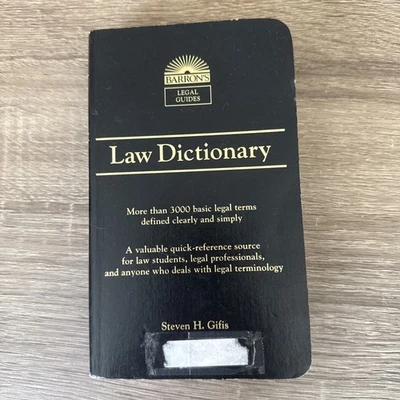 BARRON'S
LEGAL
GUIDES
Law Dictionary
More than 3000 basic legal terms
defined clearly and simply
A valuable quick-reference source
for law students, legal professionals,
and anyone who deals with legal terminology
Steven H. Gifis